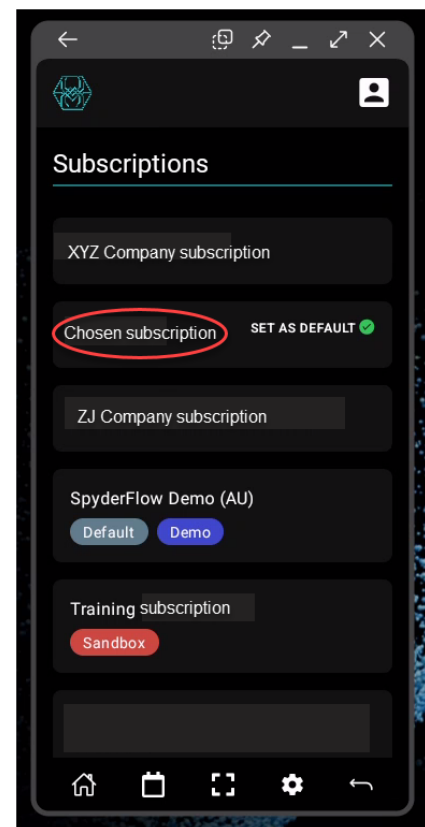 Subscriptions
XYZ Company subscription
Chosen subscription
SET AS DEFAULT
ZJ Company subscription
SpyderFlow Demo (AU)
Default Demo
Training subscription
Sandbox